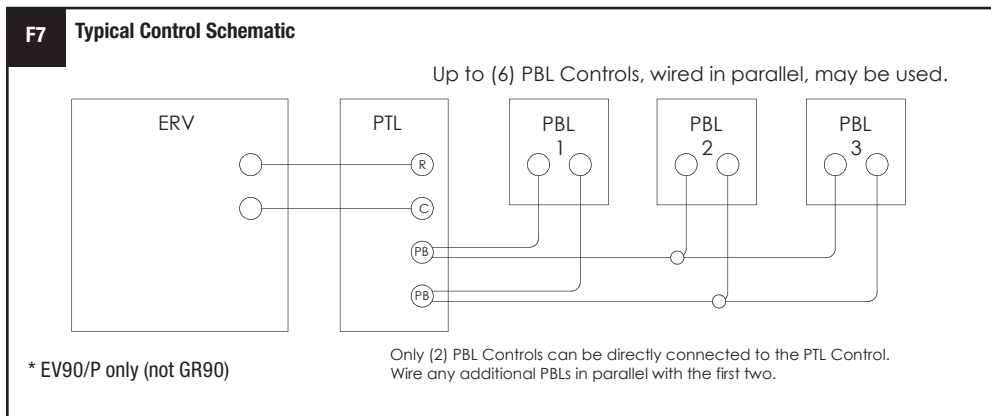 F7 Typical Control Schematic
Up to (6) PBL Controls, wired in parallel, may be used.
ERV
PTL
PBL
1
PBL
2
PBL
3
R
C
PB
PB
* EV90/P only (not GR90)
Only (2) PBL Controls can be directly connected to the PTL Control.
Wire any additional PBLs in parallel with the first two.